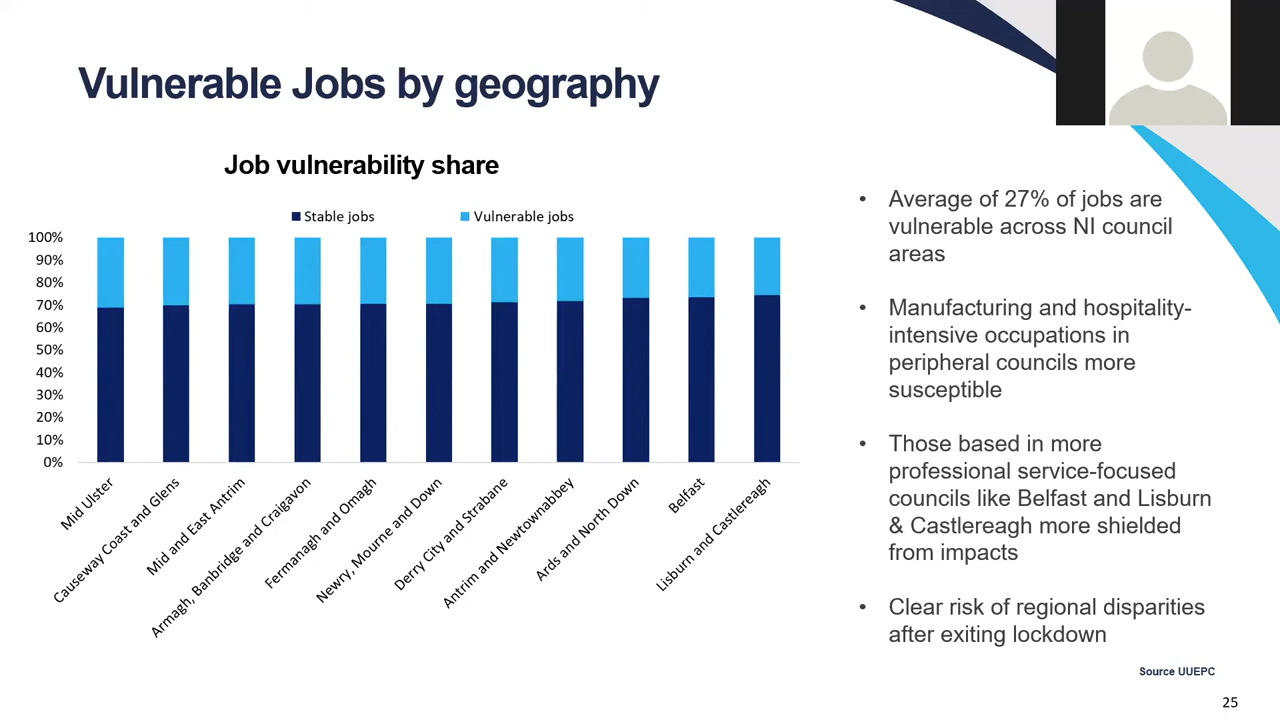 Vulnerable Jobs by geography
Job vulnerability share
Stable jobs
Vulnerable jobs
100%
90%
80%
70%
60%
50%
40%
30%
20%
10%
0%
Mid Ulster
Causeway Coast and Glens
Mid and East Antrim
Armagh, Banbridge and Craigavon
Fermanagh and Omagh
Newry, Mourne and Down
Derry City and Strabane
Antrim and Newtownabbey
Ards and North Down
Belfast
Lisburn and Castlereagh
• Average of 27% of jobs are
vulnerable across NI council
areas
• Manufacturing and hospitality-
intensive occupations in
peripheral councils more
susceptible
• Those based in more
professional service-focused
councils like Belfast and Lisburn
& Castlereagh more shielded
from impacts
• Clear risk of regional disparities
after exiting lockdown
Source UUEPC
25